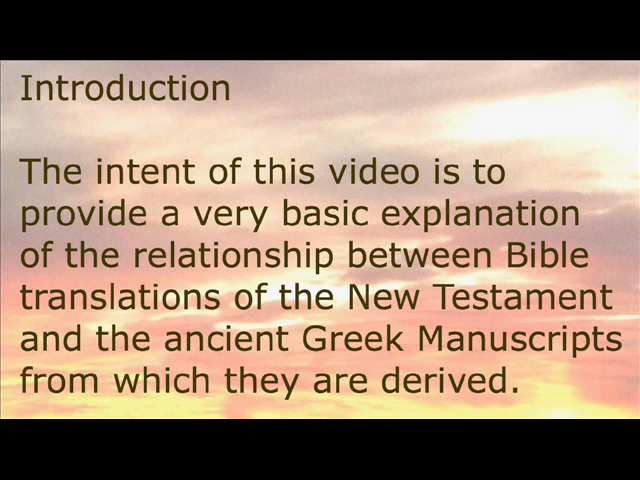 Introduction
The intent of this video is to
provide a very basic explanation
of the relationship between Bible
translations of the New Testament
and the ancient Greek Manuscripts
from which they are derived.